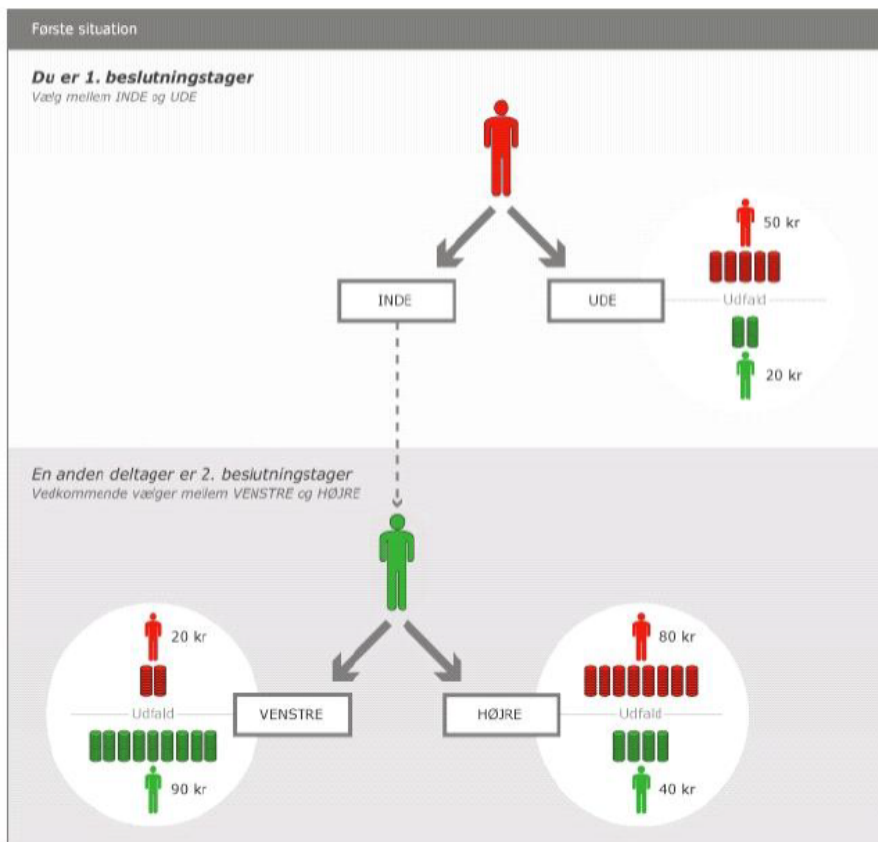 Første situation
Du er 1. beslutningstager
Vælg mellem INDE og UDE
50 kr
INDE
UDE
Udfald
20 kr
En anden deltager er 2. beslutningstager
Vedkommende vælger mellem VENSTRE og HØJRE
20 kr
80 kr
Udfald
VENSTRE
HØJRE
Udfald
90 kr
40 kr